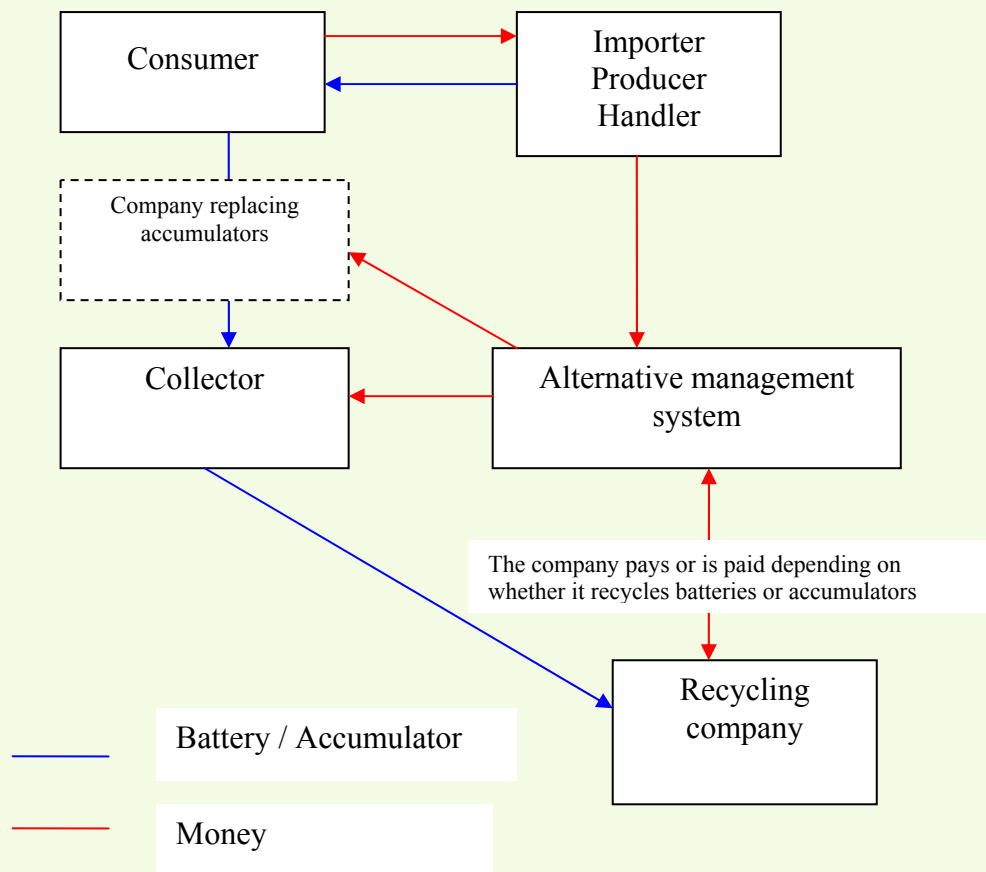 Consumer
Importer
Producer
Handler
Company replacing
accumulators
Collector
Alternative management
system
The company pays or is paid depending on
whether it recycles batteries or accumulators
Recycling
company
Battery / Accumulator
Money